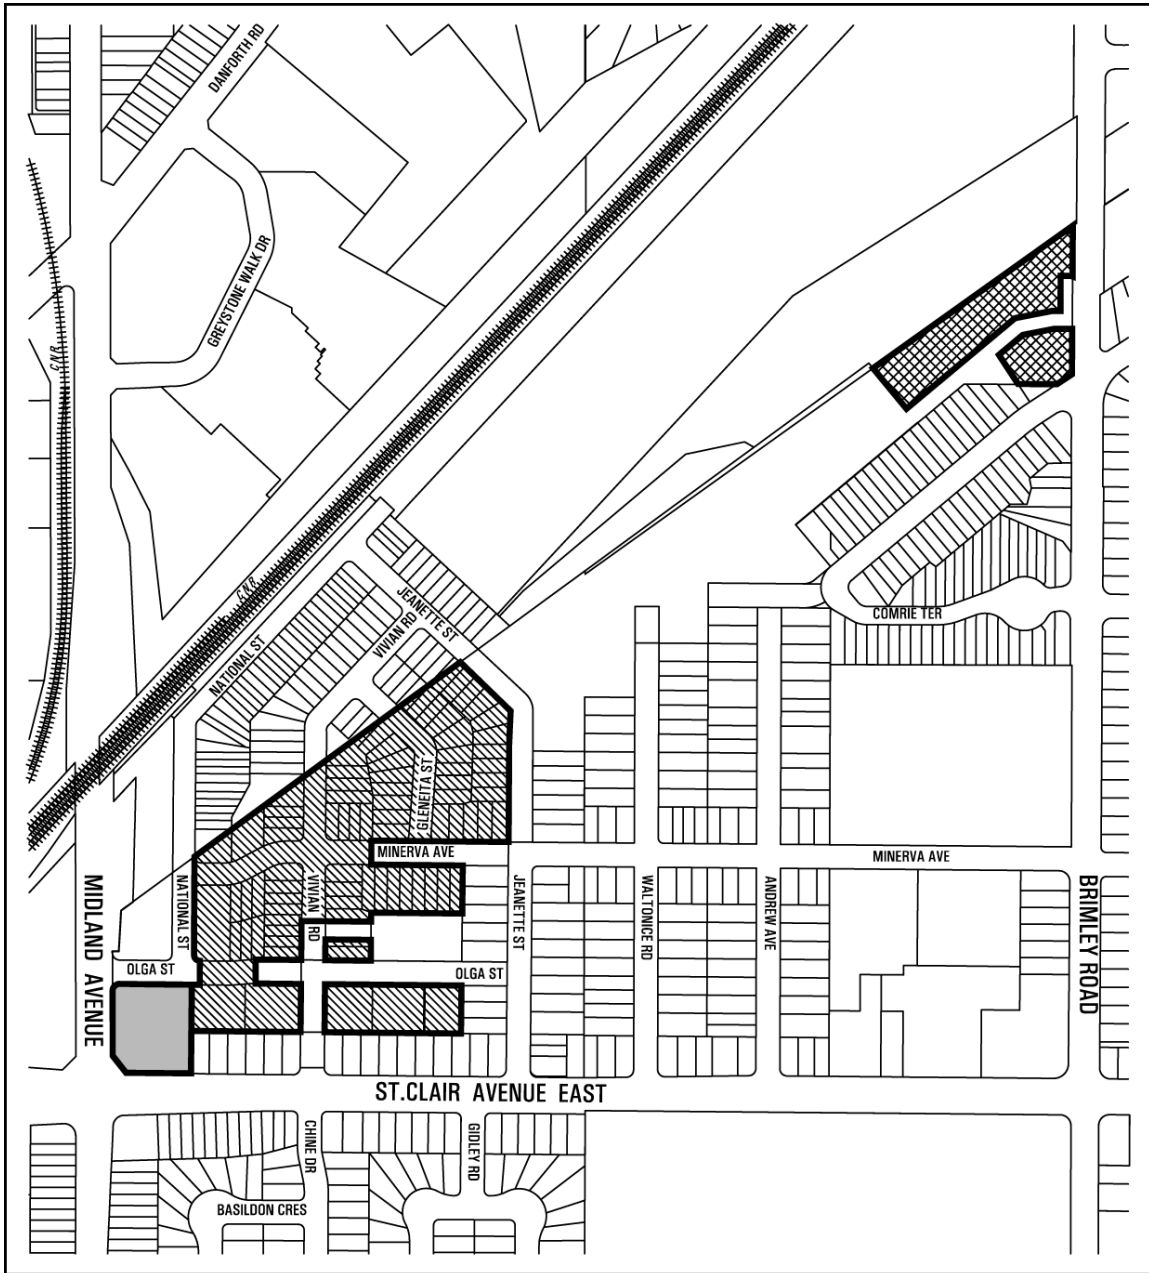 DANFORTH RD
GREYSTONE WALK DR
C.N.R.
C.N.R.
JEANETTE ST
VIVIAN RD
NATIONAL ST
COMRIE TER
GLENEITA ST
MINERVA AVE
MINERVA AVE
MIDLAND AVENUE
NATIONAL ST
VIVIAN RD
JEANETTE ST
WALTONICE RD
ANDREW AVE
BRIMLEY ROAD
OLGA ST
OLGA ST
ST.CLAIR AVENUE EAST
CHINE DR
GIDLEY RD
BASILDON CRES